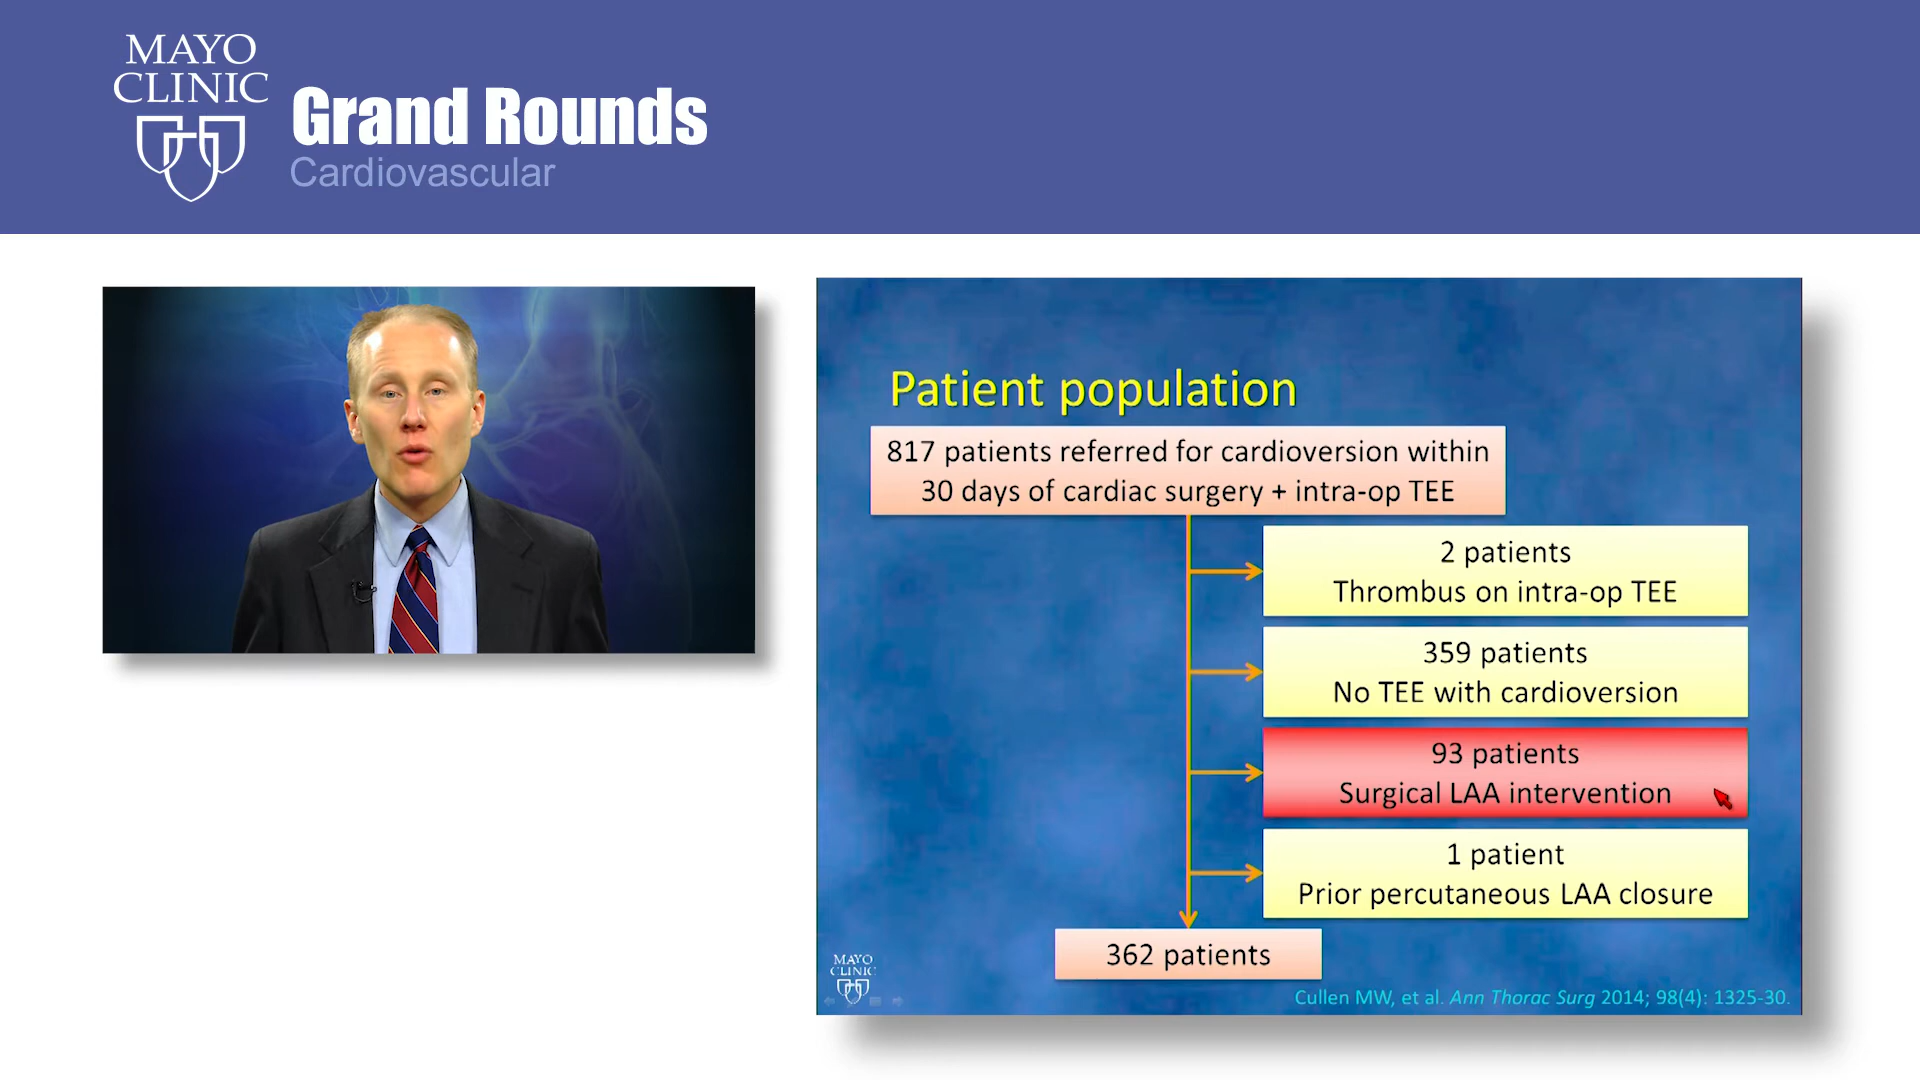 MAYO
CLINIC
Grand Rounds
Cardiovascular
Patient population
817 patients referred for cardioversion within
30 days of cardiac surgery + intra-op TEE
2 patients
Thrombus on intra-op TEE
359 patients
No TEE with cardioversion
93 patients
Surgical LAA intervention
1 patient
Prior percutaneous LAA closure
362 patients
MAYO
CLINIC
Cullen MW, et al. Ann Thorac Surg 2014; 98(4): 1325-30.